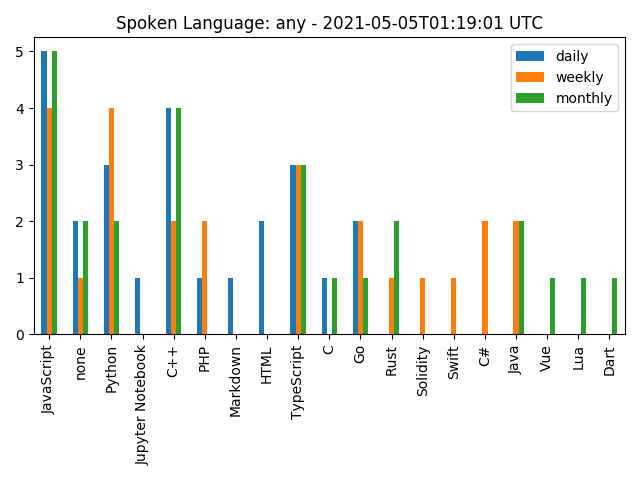 Spoken Language: any - 2021-05-05T01:19:01 UTC
daily
weekly
monthly
5
4
3
2
1
0
JavaScript
none
Python
Jupyter Notebook
C++
PHP
Markdown
HTML
TypeScript
C
Go
Rust
Solidity
Swift
C#
Java
Vue
Lua
Dart